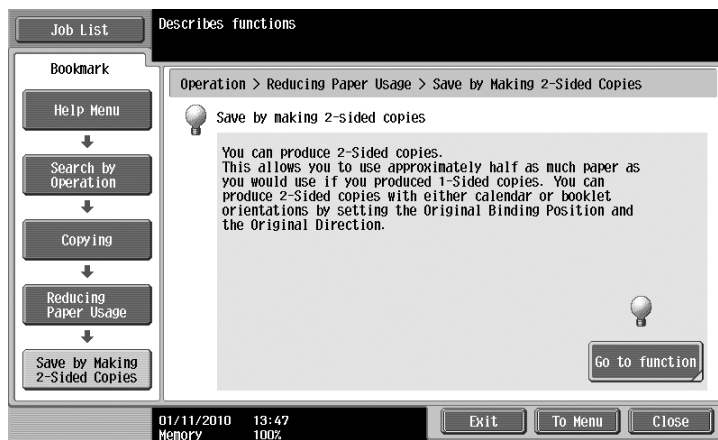 Job List
Describes functions
Bookmark
Operation > Reducing Paper Usage > Save by Making 2-Sided Copies
Help Menu
Save by making 2-sided copies
You can produce 2-Sided copies.
This allows you to use approximately half as much paper as
you would use if you produced 1-Sided copies. You can
produce 2-Sided copies with either calendar or booklet
orientations by setting the Original Binding Position and
the Original Direction.
Search by
Operation
Copying
Reducing
Paper Usage
Save by Making
2-Sided Copies
Go to function
01/11/2010 13:47
Memory 100%
Exit
To Menu
Close